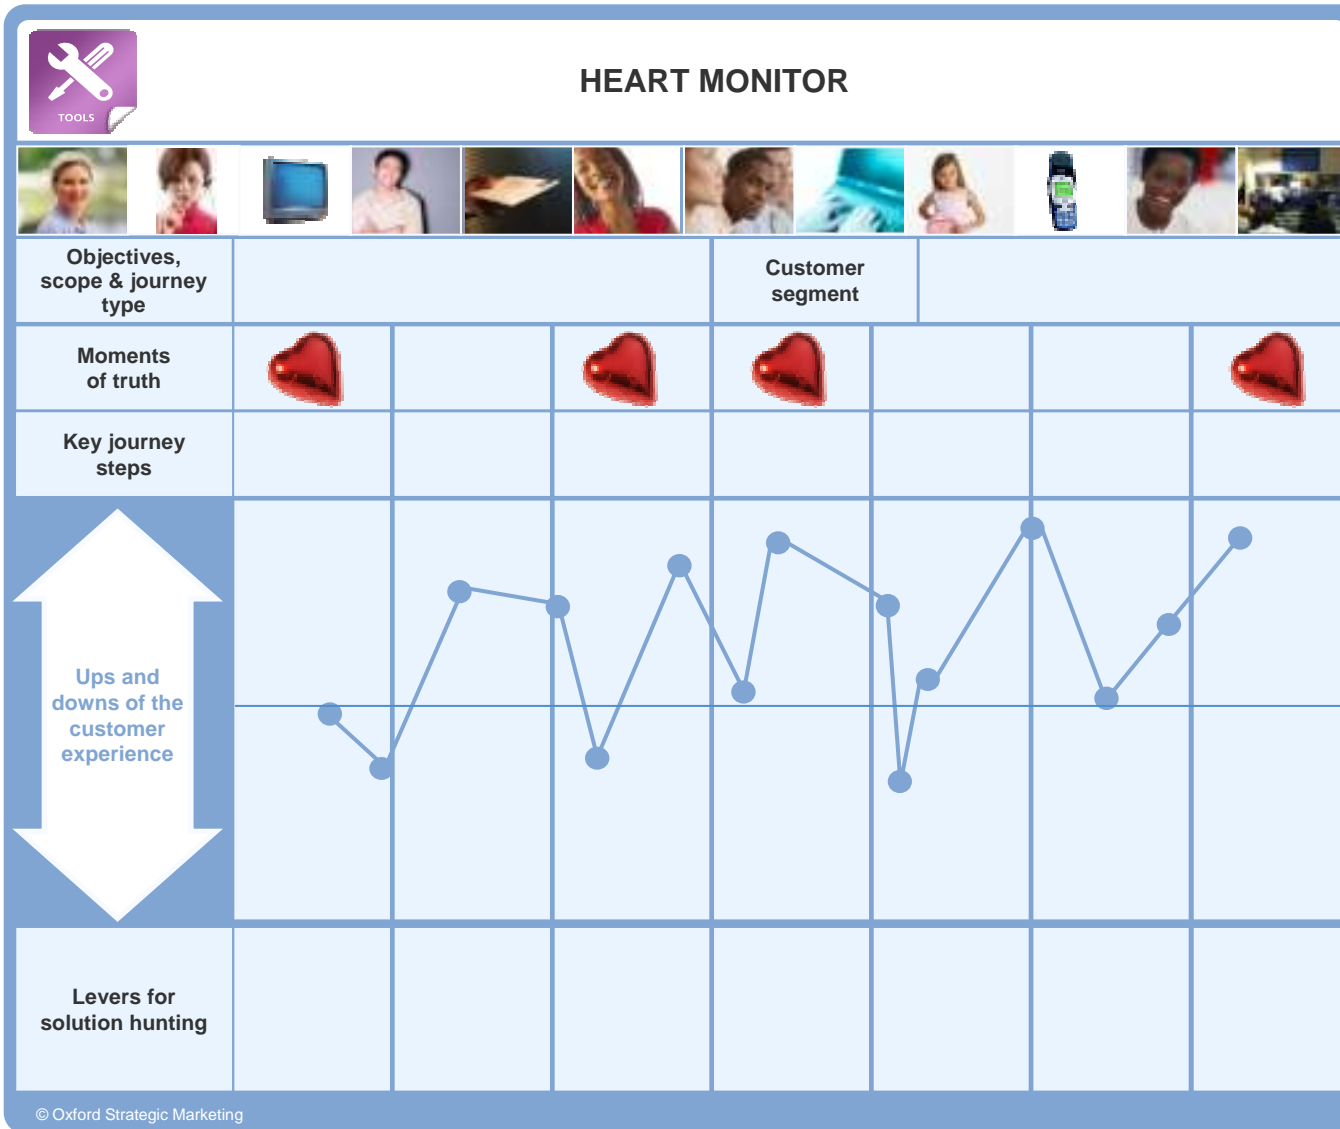 TOOLS
HEART MONITOR
Objectives,
scope & journey
type
Customer
segment
Moments
of truth
Key journey
steps
Ups and
downs of the
customer
experience
Levers for
solution hunting
© Oxford Strategic Marketing